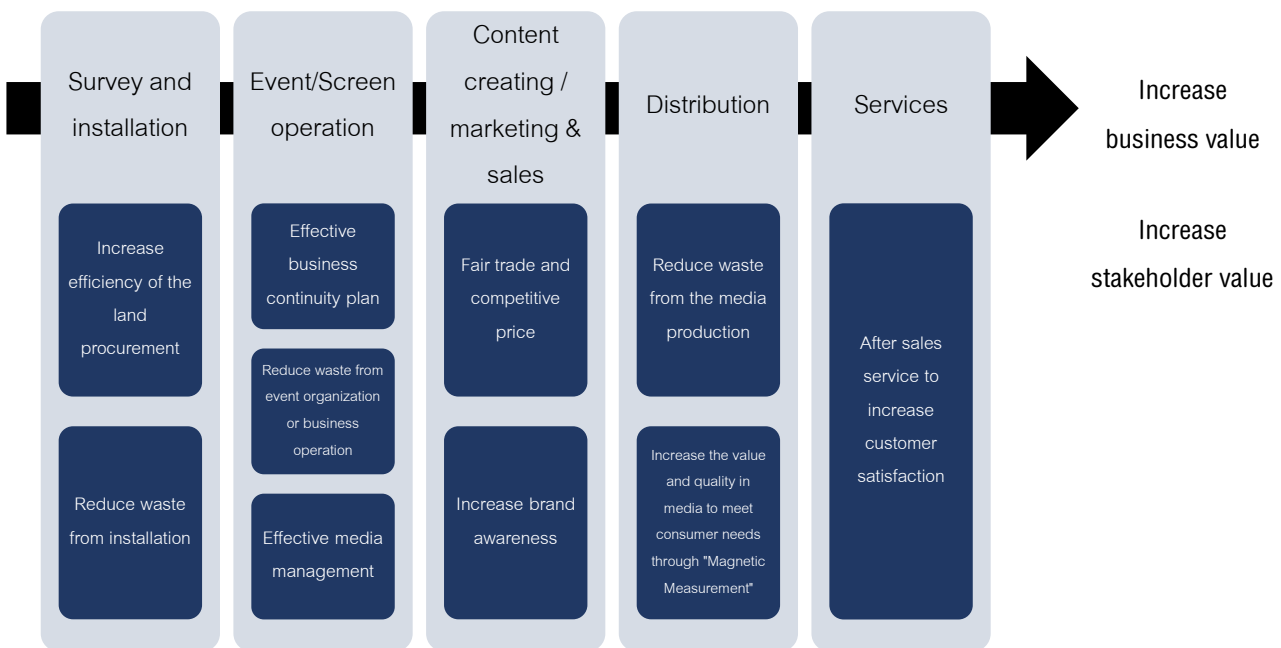 Survey and
installation
Increase
efficiency of the
land
procurement
Reduce waste
from installation
Event/Screen
operation
Effective
business
continuity plan
Reduce waste from
event organization
or business
operation
Effective media
management
Content
creating /
marketing &
sales
Fair trade and
competitive
price
Increase brand
awareness
Distribution
Reduce waste
from the media
production
Increase the value
and quality in
media to meet
consumer needs
through "Magnetic
Measurement"
Services
After sales
service to
increase
customer
satisfaction
Increase
business value
Increase
stakeholder value